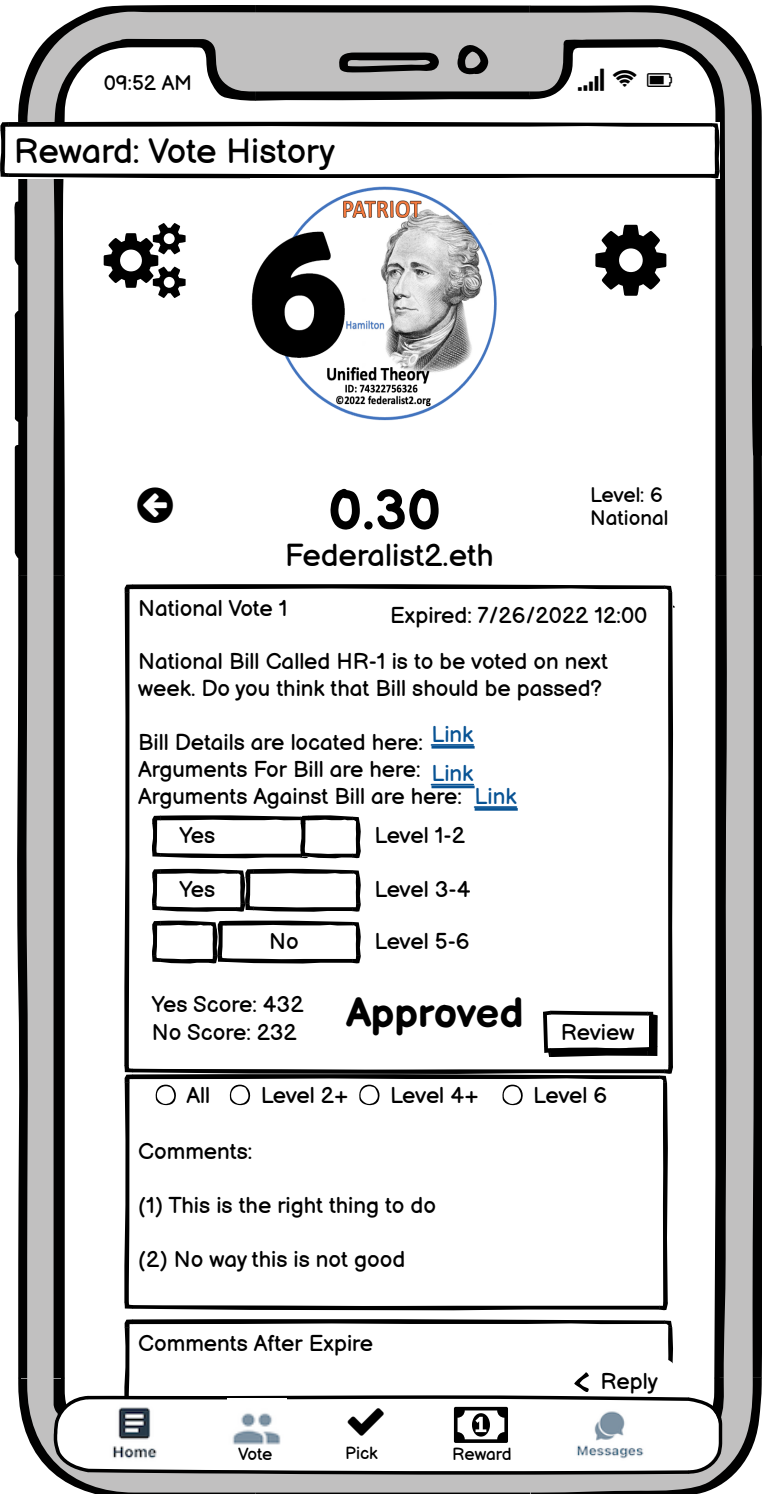 09:52 AM
Reward: Vote History
PATRIOT
6
Hamilton
Unified Theory
ID: 74322756326
©2022 federalist2.org
0.30
Level: 6
National
Federalist2.eth
National Vote 1
Expired: 7/26/2022 12:00
National Bill Called HR-1 is to be voted on next
week. Do you think that Bill should be passed?
Bill Details are located here: Link
Arguments For Bill are here: Link
Arguments Against Bill are here: Link
Yes Level 1-2
Yes Level 3-4
No Level 5-6
Yes Score: 432
No Score: 232
Approved
Review
All Level 2+ Level 4+ Level 6
Comments:
(1) This is the right thing to do
(2) No way this is not good
Comments After Expire
< Reply
1
Home Vote Pick Reward Messages